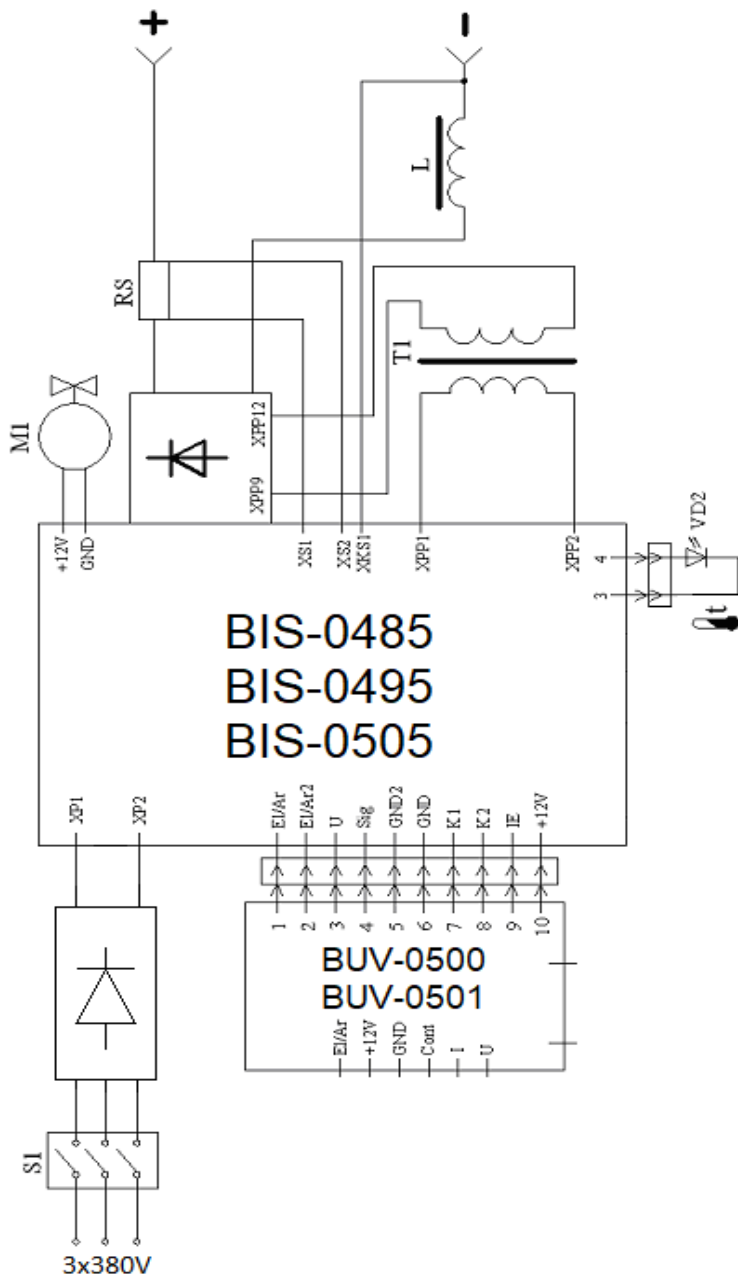 +
-
L
RS
T1
M1
XPP12
XPP9
+12V
GND
XS1
XS2
XKS1
XPP1
XPP2
VD2
4
3
t
BIS-0485
BIS-0495
BIS-0505
XP1
XP2
El/Ar
El/Ar2
U
Sig
GND2
GND
K1
K2
IE
+12V
1
2
3
4
5
6
7
8
9
10
BUV-0500
BUV-0501
El/Ar
+12V
GND
Cont
I
U
S1
3x380V